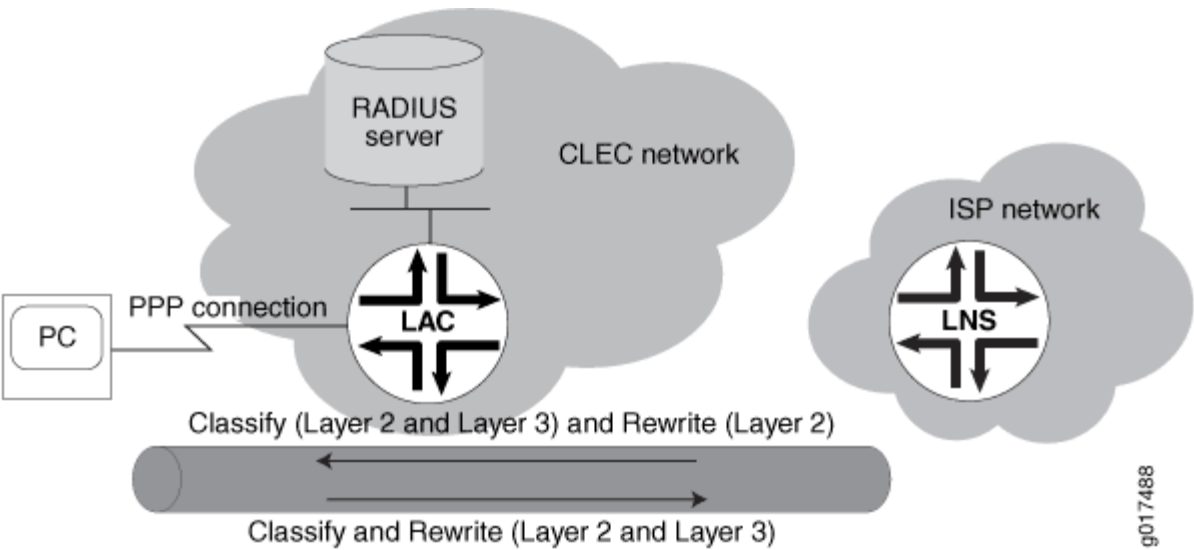 RADIUS
server
CLEC network
ISP network
PPP connection
PC
LAC
LNS
Classify (Layer 2 and Layer 3) and Rewrite (Layer 2)
Classify and Rewrite (Layer 2 and Layer 3)
g017488